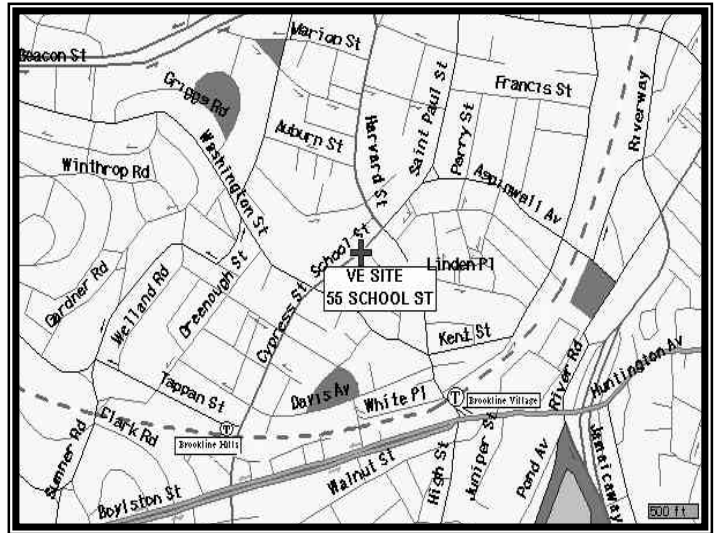 Beacon St
Marion St
Griggs Rd
Francis St
Riverway
Saint Paul St
Harvard St
Perry St
Auburn St
Washington St
Winthrop Rd
Aspinwall Av
School St
Linden Pl
VE SITE
55 SCHOOL ST
Gardner Rd
Welland Rd
Greenough St
Cypress St
Kent St
Tappan St
Davis Av
White Pl
Brookline Village
River Rd
Huntington Av
Clark Rd
T
T
Brookline Hills
Sumner Rd
Boylston St
Walnut St
High St
Juniper St
Pond Av
Jamaicaway
500 ft